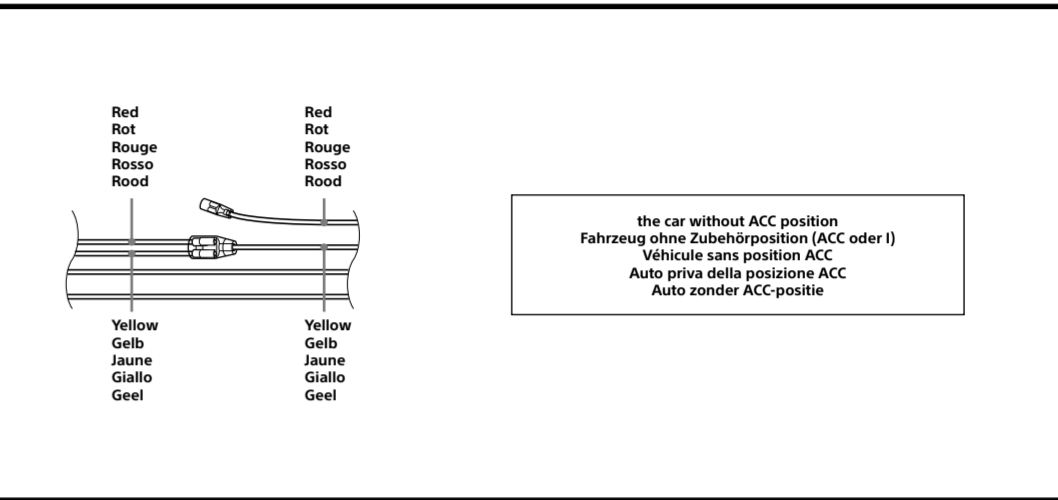 Red
Rot
Rouge
Rosso
Rood
Red
Rot
Rouge
Rosso
Rood
Yellow
Gelb
Jaune
Giallo
Geel
Yellow
Gelb
Jaune
Giallo
Geel
the car without ACC position
Fahrzeug ohne Zubehörposition (ACC oder I)
Véhicule sans position ACC
Auto priva della posizione ACC
Auto zonder ACC-positie